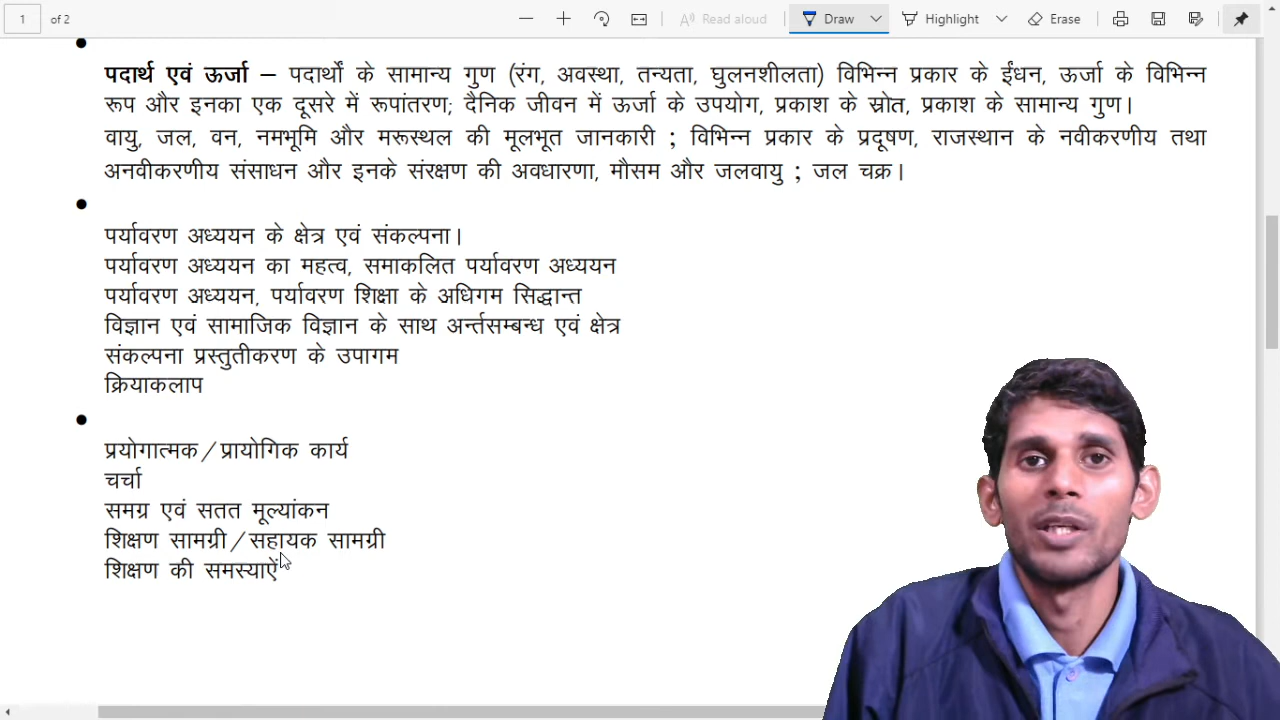 1 of 2 Read aloud Draw Highlight Erase
पदार्थ एवं ऊर्जा – पदार्थों के सामान्य गुण (रंग, अवस्था, तन्यता, घुलनशीलता) विभिन्न प्रकार के ईंधन, ऊर्जा के विभिन्न
रूप और इनका एक दूसरे में रूपांतरण; दैनिक जीवन में ऊर्जा के उपयोग, प्रकाश के स्रोत, प्रकाश के सामान्य गुण।
वायु, जल, वन, नमभूमि और मरूस्थल की मूलभूत जानकारी ; विभिन्न प्रकार के प्रदूषण, राजस्थान के नवीकरणीय तथा
अनवीकरणीय संसाधन और इनके संरक्षण की अवधारणा, मौसम और जलवायु ; जल चक्र।
पर्यावरण अध्ययन के क्षेत्र एवं संकल्पना।
पर्यावरण अध्ययन का महत्व, समाकलित पर्यावरण अध्ययन
पर्यावरण अध्ययन, पर्यावरण शिक्षा के अधिगम सिद्धान्त
विज्ञान एवं सामाजिक विज्ञान के साथ अर्न्तसम्बन्ध एवं क्षेत्र
संकल्पना प्रस्तुतीकरण के उपागम
क्रियाकलाप
प्रयोगात्मक/प्रायोगिक कार्य
चर्चा
समग्र एवं सतत मूल्यांकन
शिक्षण सामग्री/सहायक सामग्री
शिक्षण की समस्याऐं